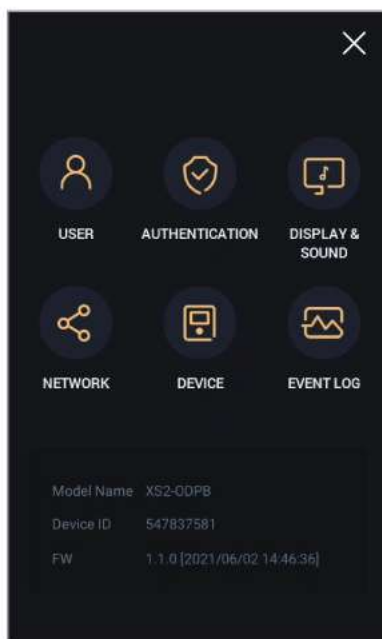 USER
AUTHENTICATION
DISPLAY &
SOUND
NETWORK
DEVICE
EVENT LOG
Model Name XS2-ODPB
Device ID 547837581
FW 1.1.0 [2021/06/02 14:46:36]